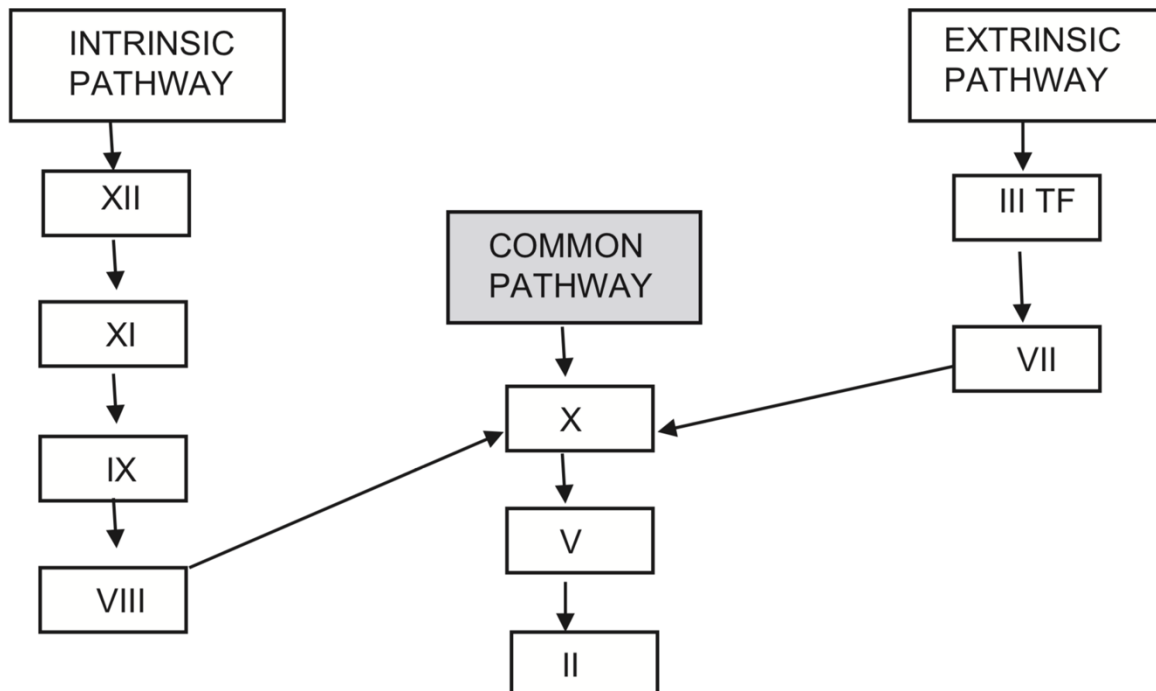 INTRINSIC
PATHWAY
XII
XI
IX
VIII
COMMON
PATHWAY
X
V
II
EXTRINSIC
PATHWAY
III TF
VII